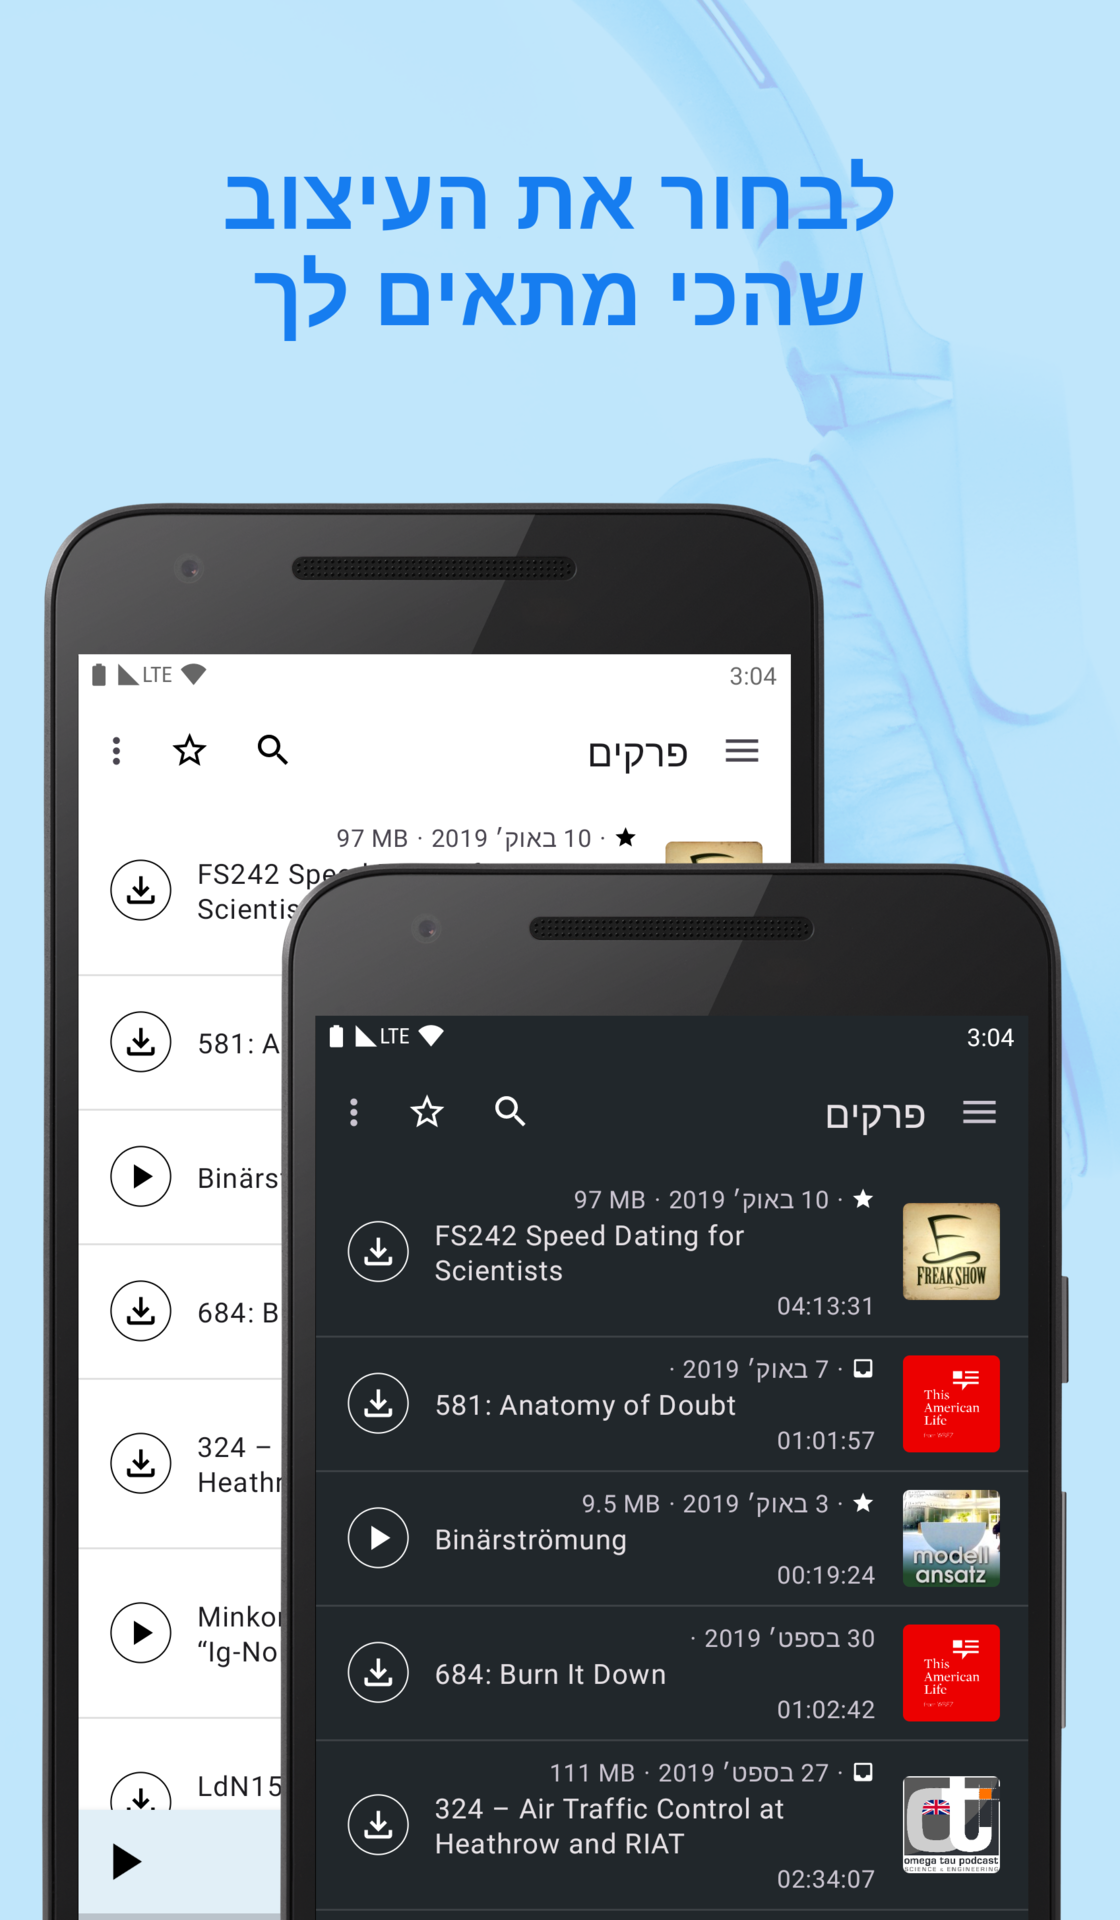 לבחור את העיצוב
שהכי מתאים לך
LTE
3:04
פרקים
10 באוק׳ 2019 · 97 MB
FS242 Spe
Scientis
581: A
Binärs
684: B
324 –
Heath
Minko
“Ig-No
LdN15
LTE
3:04
פרקים
· 10 באוק׳ 2019 · 97 MB
FS242 Speed Dating for
Scientists
04:13:31
FREAK SHOW
· 7 באוק׳ 2019 ·
581: Anatomy of Doubt
01:01:57
This
American
Life
· 3 באוק׳ 2019 · 9.5 MB
Binärströmung
00:19:24
modell
ansatz
30 בספט׳ 2019 ·
684: Burn It Down
01:02:42
This
American
Life
· 27 בספט׳ 2019 · 111 MB
324 – Air Traffic Control at
Heathrow and RIAT
02:34:07
omega tau podcast
SCIENCE & ENGINEERING